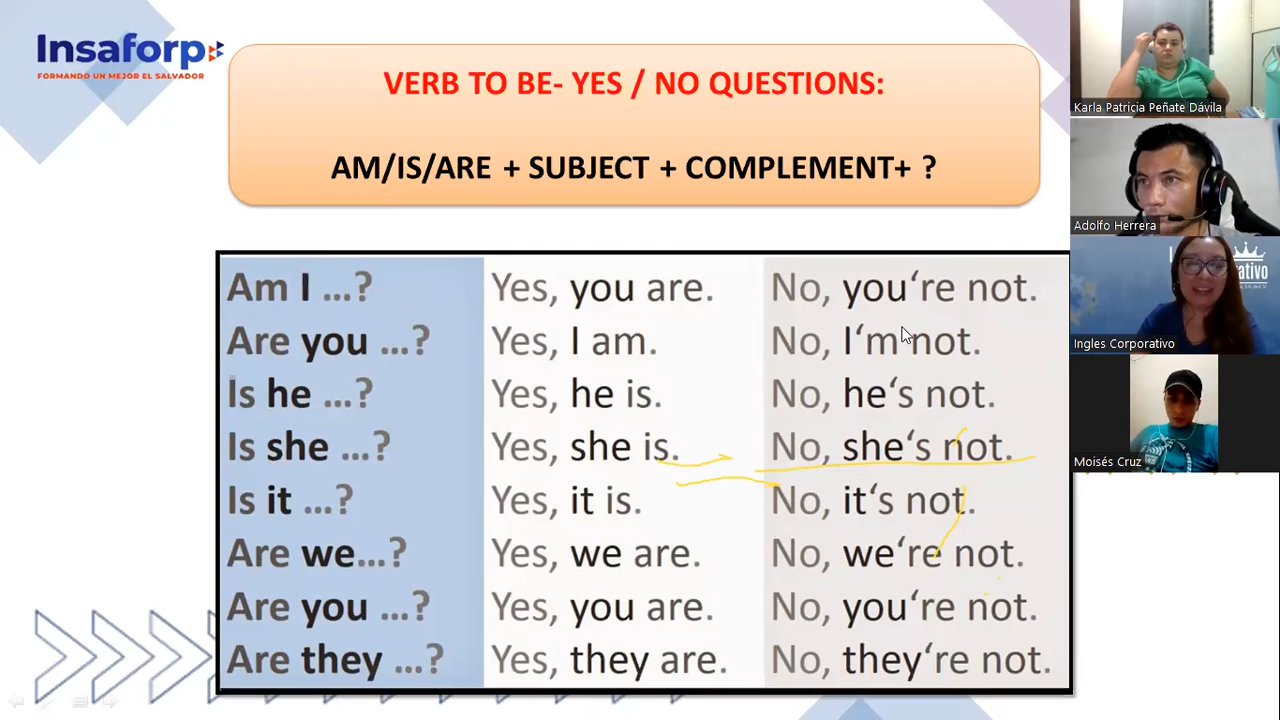 Insaforp
FORMANDO UN MEJOR EL SALVADOR
VERB TO BE- YES / NO QUESTIONS:
AM/IS/ARE + SUBJECT + COMPLEMENT+ ?
Am I ...? Yes, you are. No, you‘re not.
Are you ...? Yes, I am. No, I‘m not.
Is he ...? Yes, he is. No, he‘s not.
Is she ...? Yes, she is. No, she‘s not.
Is it ...? Yes, it is. No, it‘s not.
Are we...? Yes, we are. No, we‘re not.
Are you ...? Yes, you are. No, you‘re not.
Are they ...? Yes, they are. No, they‘re not.
Karla Patricia Peñate Dávila
Adolfo Herrera
Ingles Corporativo
Moisés Cruz